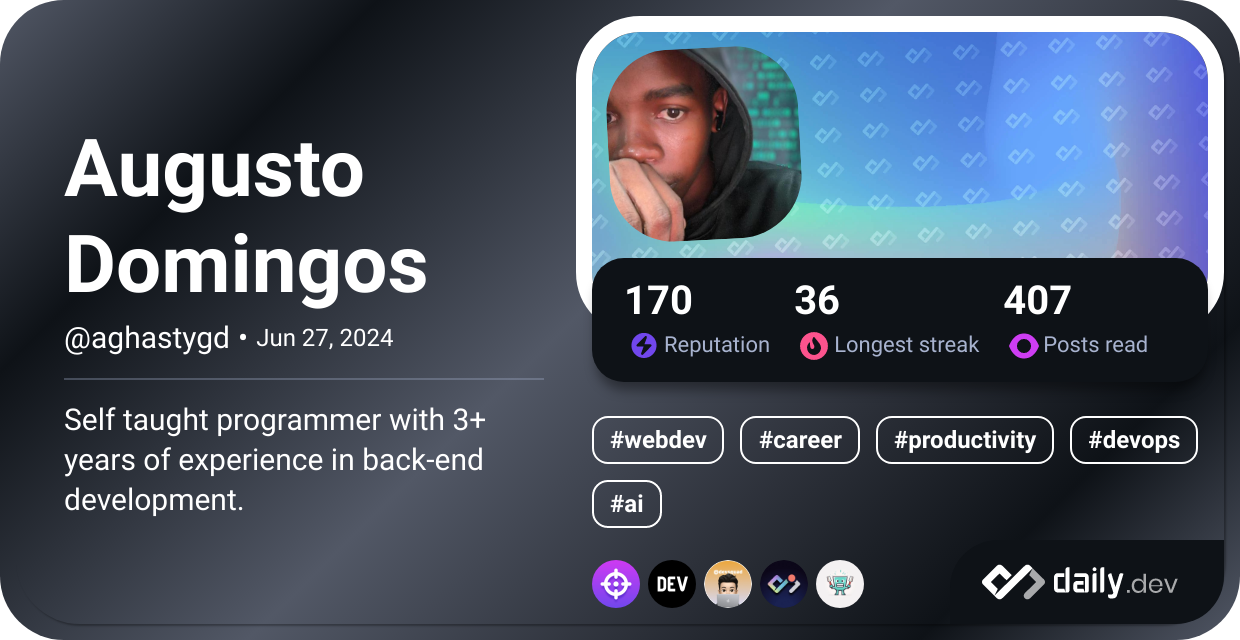 Augusto
Domingos
@aghastygd • Jun 27, 2024
Self taught programmer with 3+
years of experience in back-end
development.
170 36 407
Reputation Longest streak Posts read
#webdev #career #productivity #devops
#ai
DEV
daily.dev